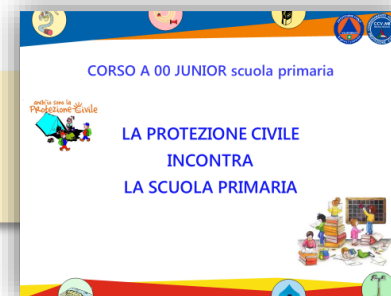 CORSO A 00 JUNIOR scuola primaria
anch'io sono la
PRotezione Civile
LA PROTEZIONE CIVILE
INCONTRA
LA SCUOLA PRIMARIA